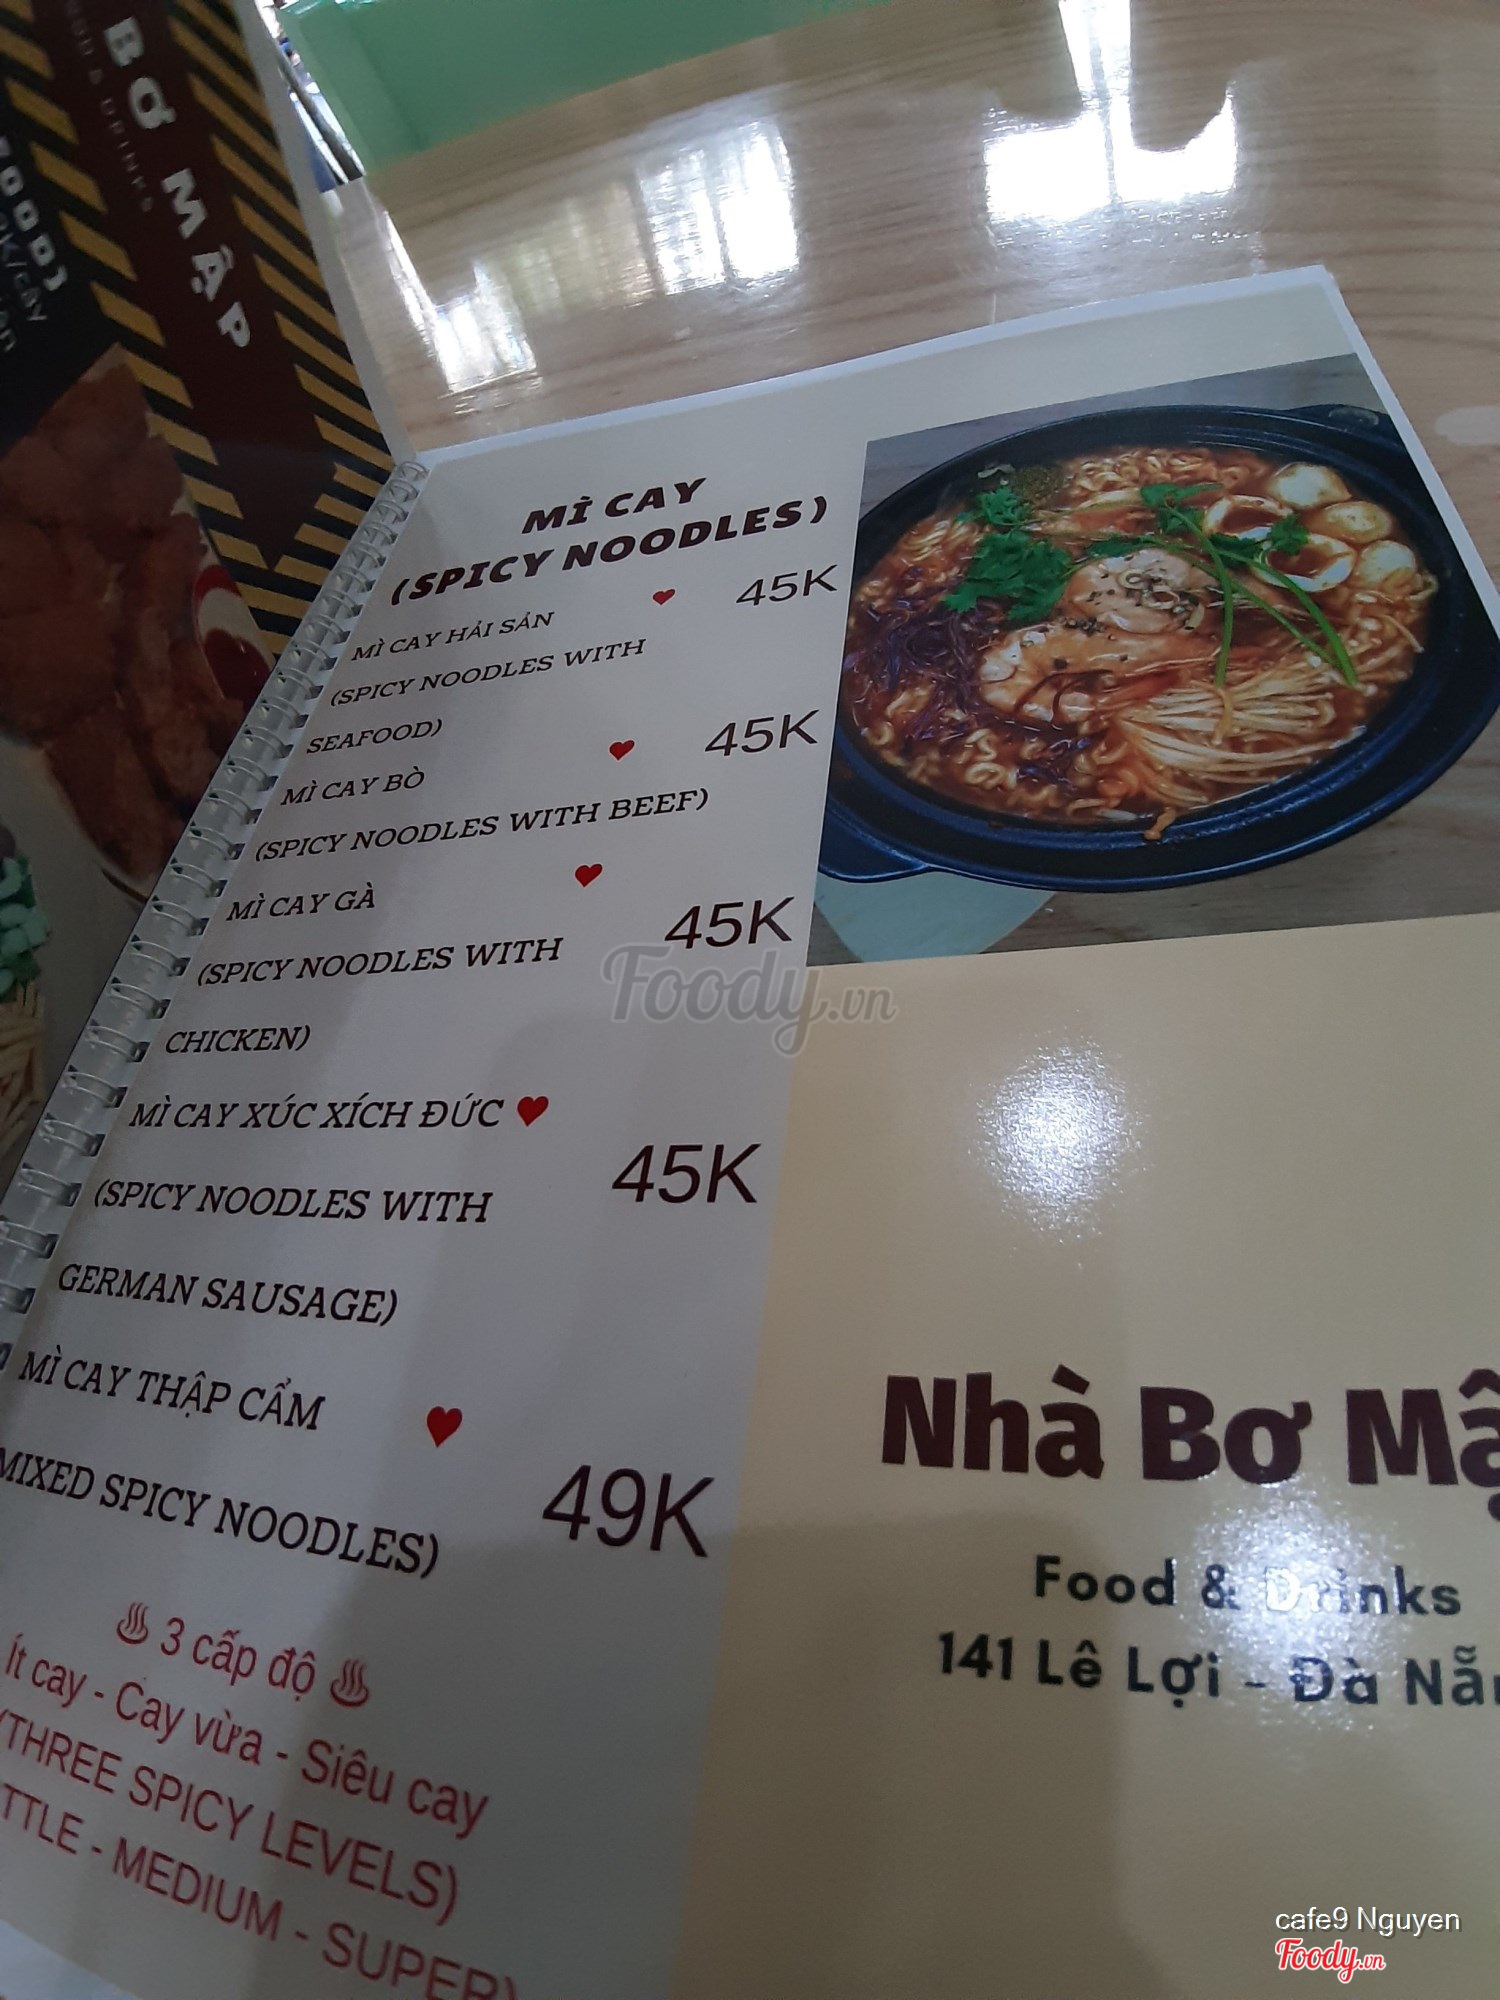 BƠ MẬP
MÌ CAY
(SPICY NOODLES)
MÌ CAY HẢI SẢN 45K
(SPICY NOODLES WITH
SEAFOOD)
MÌ CAY BÒ 45K
(SPICY NOODLES WITH BEEF)
MÌ CAY GÀ 45K
(SPICY NOODLES WITH
CHICKEN)
MÌ CAY XÚC XÍCH ĐỨC
45K
(SPICY NOODLES WITH
GERMAN SAUSAGE)
MÌ CAY THẬP CẨM
49K
MIXED SPICY NOODLES)
3 cấp độ
Ít cay - Cay vừa - Siêu cay
(THREE SPICY LEVELS)
TTLE - MEDIUM - SUPER)
Nhà Bơ Mậ
Food & Drinks
141 Lê Lợi - Đà Nẵn
Foody.vn
cafe9 Nguyen
Foody.vn